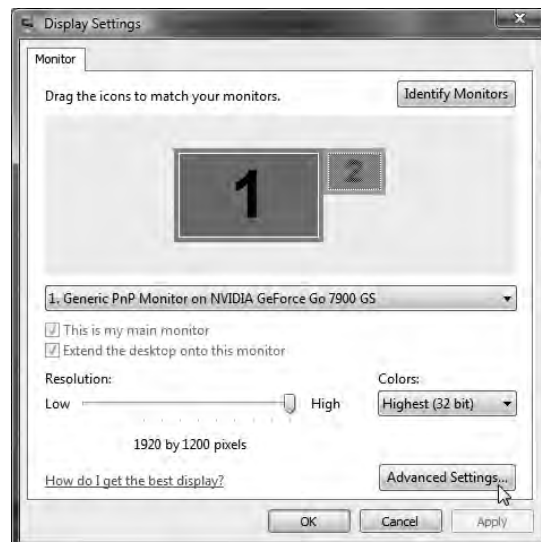 Display Settings
Monitor
Drag the icons to match your monitors.
Identify Monitors
1
2
1. Generic PnP Monitor on NVIDIA GeForce Go 7900 GS
This is my main monitor
Extend the desktop onto this monitor
Resolution:
Colors:
Low
High
Highest (32 bit)
1920 by 1200 pixels
How do I get the best display?
Advanced Settings...
OK
Cancel
Apply